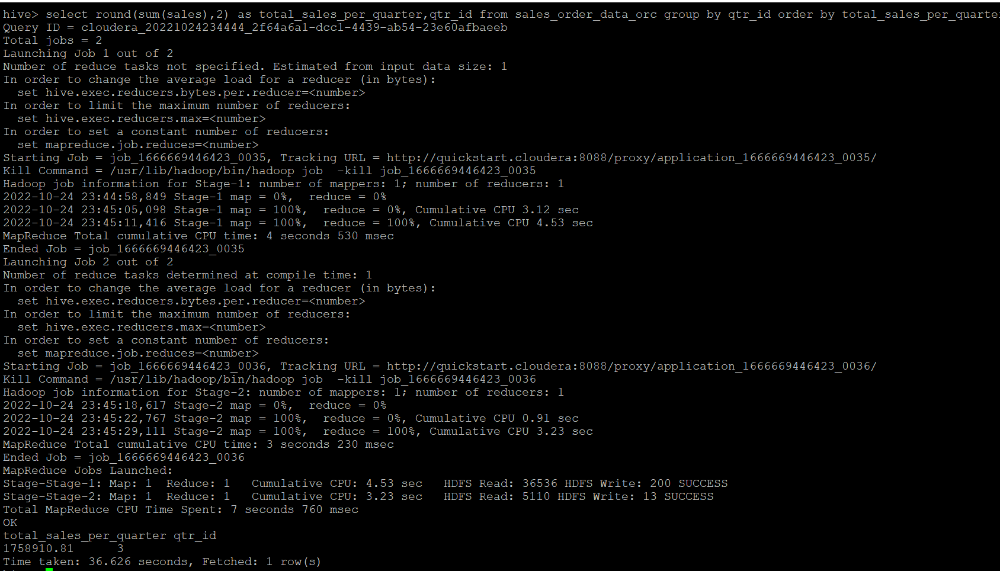 hive> select round(sum(sales),2) as total_sales_per_quarter,qtr_id from sales_order_data_orc group by qtr_id order by total_sales_per_quarte
Query ID = cloudera_20221024234444_2f64a6a1-dcc1-4439-ab54-23e60afbaeeb
Total jobs = 2
Launching Job 1 out of 2
Number of reduce tasks not specified. Estimated from input data size: 1
In order to change the average load for a reducer (in bytes):
  set hive.exec.reducers.bytes.per.reducer=<number>
In order to limit the maximum number of reducers:
  set hive.exec.reducers.max=<number>
In order to set a constant number of reducers:
  set mapreduce.job.reduces=<number>
Starting Job = job_1666669446423_0035, Tracking URL = http://quickstart.cloudera:8088/proxy/application_1666669446423_0035/
Kill Command = /usr/lib/hadoop/bin/hadoop job  -kill job_1666669446423_0035
Hadoop job information for Stage-1: number of mappers: 1; number of reducers: 1
2022-10-24 23:44:58,849 Stage-1 map = 0%,  reduce = 0%
2022-10-24 23:45:05,098 Stage-1 map = 100%,  reduce = 0%, Cumulative CPU 3.12 sec
2022-10-24 23:45:11,416 Stage-1 map = 100%,  reduce = 100%, Cumulative CPU 4.53 sec
MapReduce Total cumulative CPU time: 4 seconds 530 msec
Ended Job = job_1666669446423_0035
Launching Job 2 out of 2
Number of reduce tasks determined at compile time: 1
In order to change the average load for a reducer (in bytes):
  set hive.exec.reducers.bytes.per.reducer=<number>
In order to limit the maximum number of reducers:
  set hive.exec.reducers.max=<number>
In order to set a constant number of reducers:
  set mapreduce.job.reduces=<number>
Starting Job = job_1666669446423_0036, Tracking URL = http://quickstart.cloudera:8088/proxy/application_1666669446423_0036/
Kill Command = /usr/lib/hadoop/bin/hadoop job  -kill job_1666669446423_0036
Hadoop job information for Stage-2: number of mappers: 1; number of reducers: 1
2022-10-24 23:45:18,617 Stage-2 map = 0%,  reduce = 0%
2022-10-24 23:45:22,767 Stage-2 map = 100%,  reduce = 0%, Cumulative CPU 0.91 sec
2022-10-24 23:45:29,111 Stage-2 map = 100%,  reduce = 100%, Cumulative CPU 3.23 sec
MapReduce Total cumulative CPU time: 3 seconds 230 msec
Ended Job = job_1666669446423_0036
MapReduce Jobs Launched:
Stage-Stage-1: Map: 1  Reduce: 1   Cumulative CPU: 4.53 sec   HDFS Read: 36536 HDFS Write: 200 SUCCESS
Stage-Stage-2: Map: 1  Reduce: 1   Cumulative CPU: 3.23 sec   HDFS Read: 5110 HDFS Write: 13 SUCCESS
Total MapReduce CPU Time Spent: 7 seconds 760 msec
OK
total_sales_per_quarter qtr_id
1758910.81      3
Time taken: 36.626 seconds, Fetched: 1 row(s)